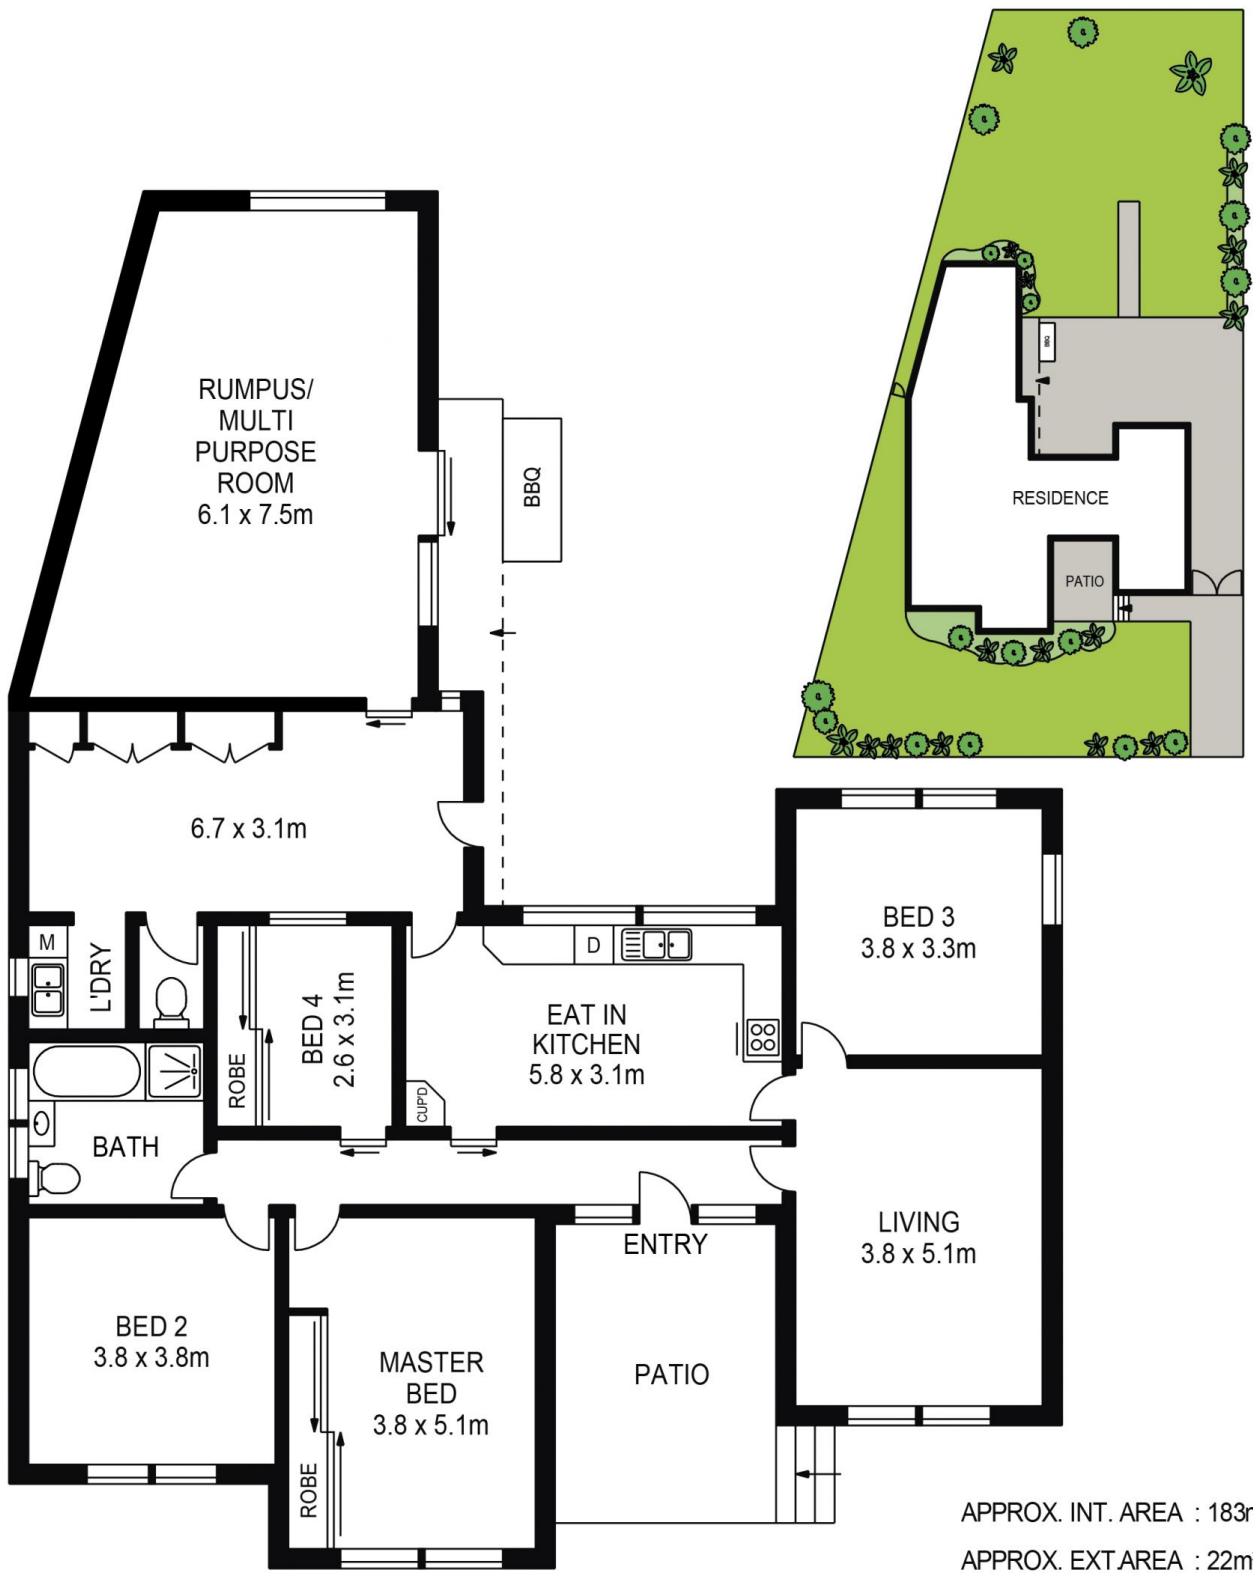 RUMPUS/
MULTI
PURPOSE
ROOM
6.1 x 7.5m
BBQ
BBQ
RESIDENCE
PATIO
6.7 x 3.1m
BED 3
3.8 x 3.3m
M
L'DRY
D
EAT IN
KITCHEN
5.8 x 3.1m
BED 4
2.6 x 3.1m
ROBE
CUP'D
BATH
LIVING
3.8 x 5.1m
ENTRY
BED 2
3.8 x 3.8m
MASTER
BED
3.8 x 5.1m
PATIO
ROBE
APPROX. INT. AREA : 183m
APPROX. EXT.AREA : 22m